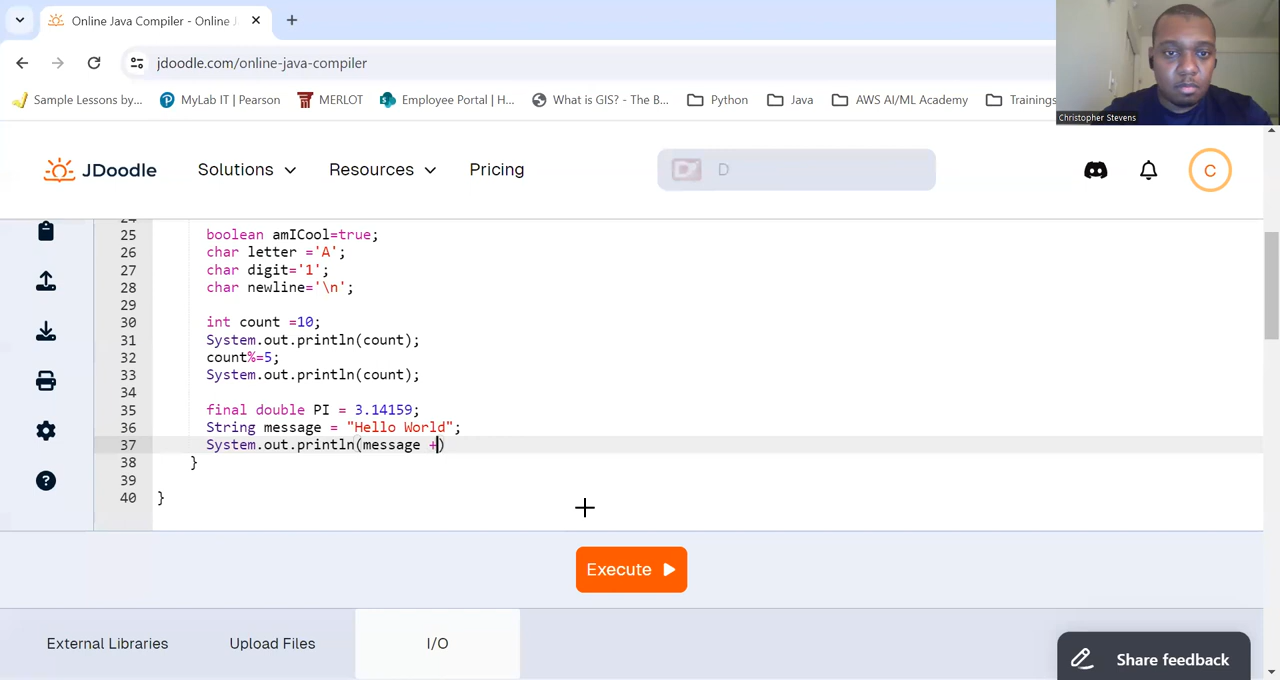 Online Java Compiler - Online
jdoodle.com/online-java-compiler
Sample Lessons by... MyLab IT | Pearson MERLOT Employee Portal | H... What is GIS? - The B... Python Java AWS AI/ML Academy Trainings
Christopher Stevens
JDoodle Solutions Resources Pricing D C
24
25 boolean amICool=true;
26 char letter ='A';
27 char digit='1';
28 char newline='\n';
29
30 int count =10;
31 System.out.println(count);
32 count%=5;
33 System.out.println(count);
34
35 final double PI = 3.14159;
36 String message = "Hello World";
37 System.out.println(message +)
38 }
39
40 }
Execute
External Libraries Upload Files I/O
Share feedback